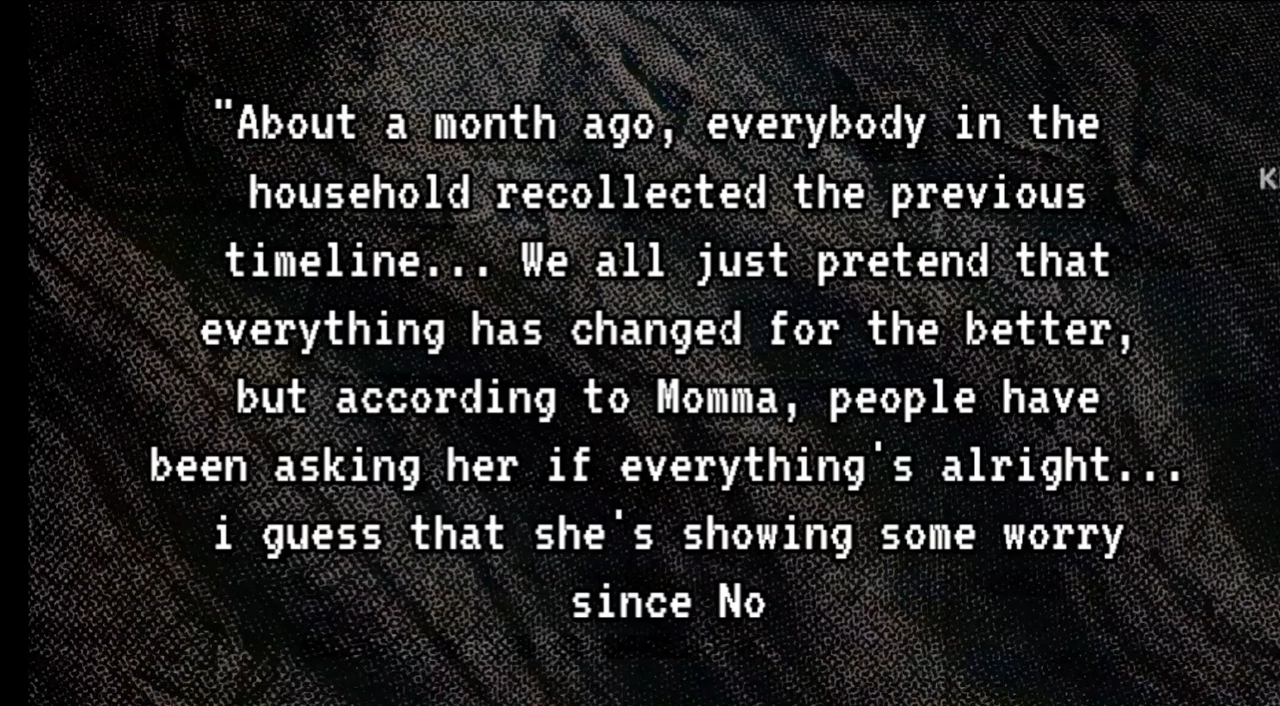 "About a month ago, everybody in the
household recollected the previous
timeline... We all just pretend that
everything has changed for the better,
but according to Momma, people have
been asking her if everything's alright...
i guess that she's showing some worry
since No